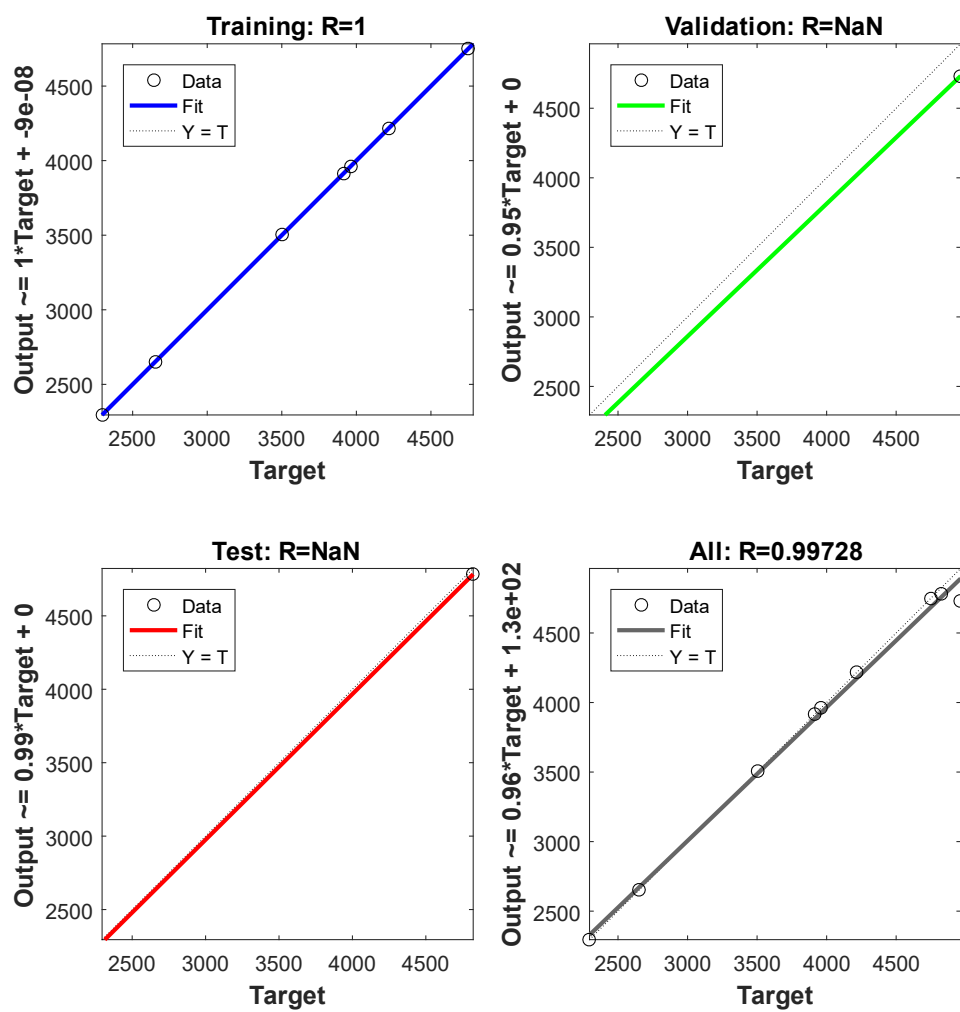 Training: R=1
Output ~= 1*Target + -9e-08
4500
4000
3500
3000
2500
Data
Fit
Y = T
2500 3000 3500 4000 4500
Target
Validation: R=NaN
Output ~= 0.95*Target + 0
4500
4000
3500
3000
2500
Data
Fit
Y = T
2500 3000 3500 4000 4500
Target
Test: R=NaN
Output ~= 0.99*Target + 0
4500
4000
3500
3000
2500
Data
Fit
Y = T
2500 3000 3500 4000 4500
Target
All: R=0.99728
Output ~= 0.96*Target + 1.3e+02
4500
4000
3500
3000
2500
Data
Fit
Y = T
2500 3000 3500 4000 4500
Target